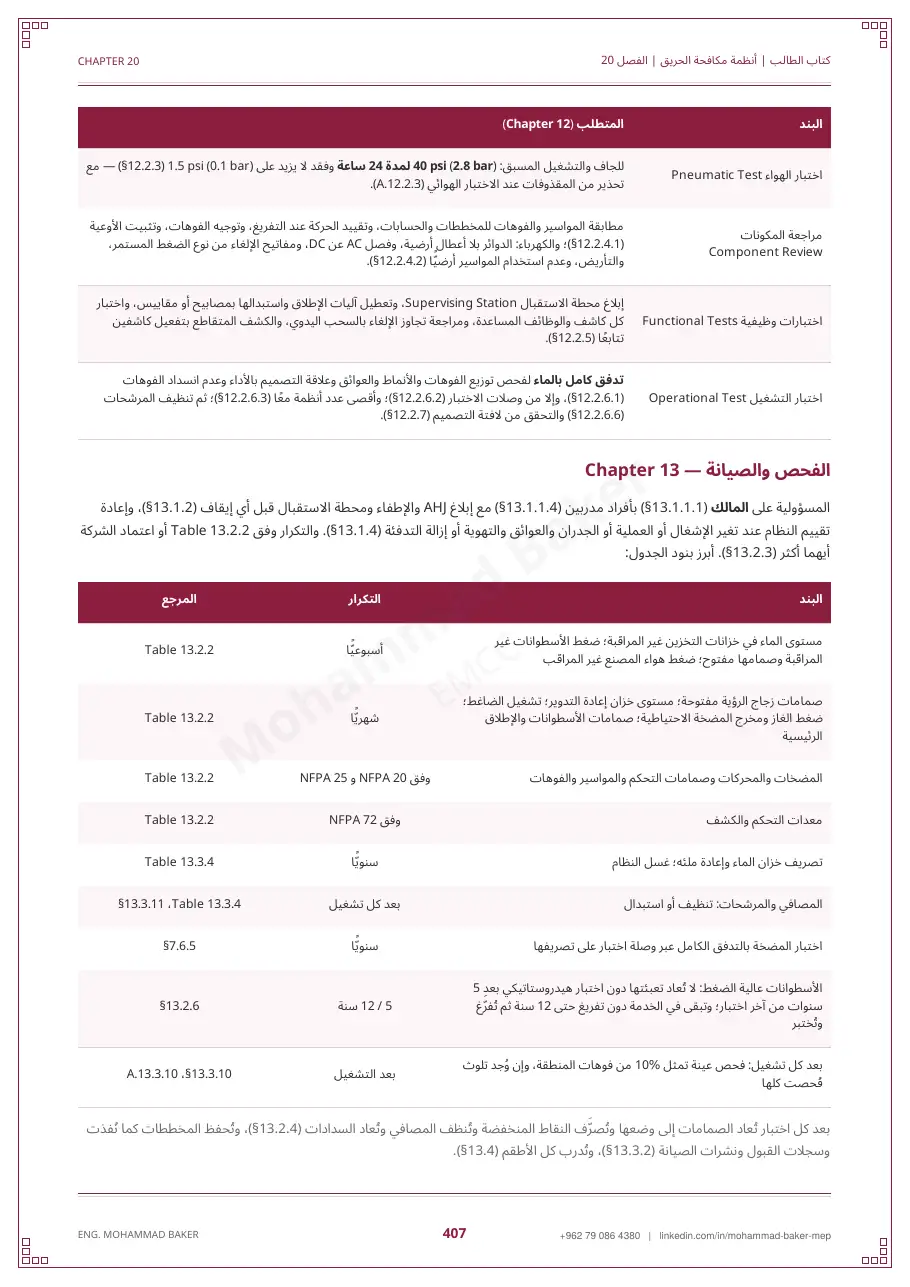 كتاب الطالب | أنظمة مكافحة الحريق | الفصل 20
CHAPTER 20
البند
المتطلب (Chapter 12)
اختبار الهواء Pneumatic Test
للجاف والتشغيل المسبق: 40 psi (2.8 bar) لمدة 24 ساعة وفقد لا يزيد على 1.5 psi (0.1 bar) (§12.2.3) — مع
تحذير من المقذوفات عند الاختبار الهوائي (A.12.2.3).
مراجعة المكونات
Component Review
مطابقة المواسير والفوهات للمخططات والحسابات، وتقييد الحركة عند التفريغ، وتوجيه الفوهات، وتثبيت الأوعية
(§12.2.4.1)؛ والكهرباء: الدوائر بلا أعطال أرضية، وفصل AC عن DC، ومفاتيح الإلغاء من نوع الضغط المستمر،
والتأريض، وعدم استخدام المواسير أرضيًّا (§12.2.4.2).
اختبارات وظيفية Functional Tests
إبلاغ محطة الاستقبال Supervising Station، وتعطيل آليات الإطلاق واستبدالها بمصابيح أو مقاييس، واختبار
كل كاشف والوظائف المساعدة، ومراجعة تجاوز الإلغاء بالسحب اليدوي، والكشف المتقاطع بتفعيل كاشفين
تتابعًا (§12.2.5).
اختبار التشغيل Operational Test
تدفق كامل بالماء لفحص توزيع الفوهات والأنماط والعوائق وعلاقة التصميم بالأداء وعدم انسداد الفوهات
(§12.2.6.1)، وإلا من وصلات الاختبار (§12.2.6.2)؛ وأقصى عدد أنظمة معًا (§12.2.6.3)؛ ثم تنظيف المرشحات
(§12.2.6.6) والتحقق من لافتة التصميم (§12.2.7).
الفحص والصيانة — Chapter 13
المسؤولية على المالك (§13.1.1.1) بأفراد مدربين (§13.1.1.4) مع إبلاغ AHJ والإطفاء ومحطة الاستقبال قبل أي إيقاف (§13.1.2)، وإعادة
تقييم النظام عند تغير الإشغال أو العملية أو الجدران والعوائق والتهوية أو إزالة التدفئة (§13.1.4). والتكرار وفق Table 13.2.2 أو اعتماد الشركة
أيهما أكثر (§13.2.3). أبرز بنود الجدول:
البند
التكرار
المرجع
مستوى الماء في خزانات التخزين غير المراقبة؛ ضغط الأسطوانات غير
المراقبة وصمامها مفتوح؛ ضغط هواء المصنع غير المراقب
أسبوعيًّا
Table 13.2.2
صمامات زجاج الرؤية مفتوحة؛ مستوى خزان إعادة التدوير؛ تشغيل الضاغط؛
ضغط الغاز ومخرج المضخة الاحتياطية؛ صمامات الأسطوانات والإطلاق
الرئيسية
شهريًّا
Table 13.2.2
المضخات والمحركات وصمامات التحكم والمواسير والفوهات
وفق NFPA 20 و NFPA 25
Table 13.2.2
معدات التحكم والكشف
وفق NFPA 72
Table 13.2.2
تصريف خزان الماء وإعادة ملئه؛ غسل النظام
سنويًّا
Table 13.3.4
المصافي والمرشحات: تنظيف أو استبدال
بعد كل تشغيل
Table 13.3.4، §13.3.11
اختبار المضخة بالتدفق الكامل عبر وصلة اختبار على تصريفها
سنويًّا
§7.6.5
الأسطوانات عالية الضغط: لا تُعاد تعبئتها دون اختبار هيدروستاتيكي بعد 5
سنوات من آخر اختبار؛ وتبقى في الخدمة دون تفريغ حتى 12 سنة ثم تُفرَّغ
وتُختبر
5 / 12 سنة
§13.2.6
بعد كل تشغيل: فحص عينة تمثل 10% من فوهات المنطقة، وإن وُجد تلوث
فُحصت كلها
بعد التشغيل
§13.3.10، A.13.3.10
بعد كل اختبار تُعاد الصمامات إلى وضعها وتُصرَّف النقاط المنخفضة وتُنظف المصافي وتُعاد السدادات (§13.2.4)، وتُحفظ المخططات كما نُفذت
وسجلات القبول ونشرات الصيانة (§13.3.2)، وتُدرب كل الأطقم (§13.4).
Mohammad Baker
ENG. MOHAMMAD BAKER
407
+962 79 086 4380 | linkedin.com/in/mohammad-baker-mep